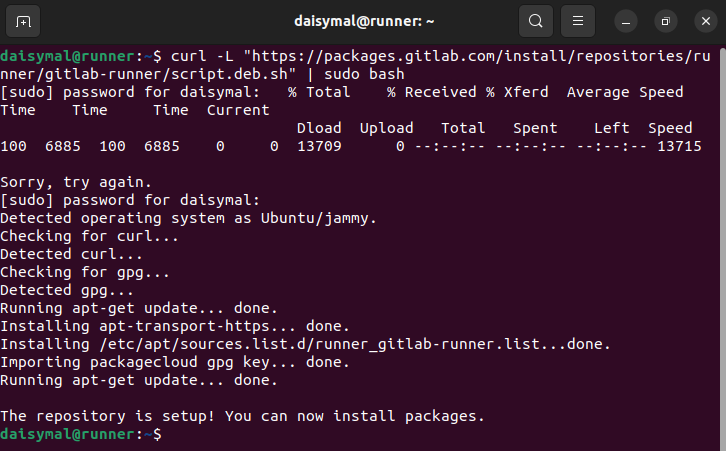 daisymal@runner: ~
daisymal@runner:~$ curl -L "https://packages.gitlab.com/install/repositories/ru
nner/gitlab-runner/script.deb.sh" | sudo bash
[sudo] password for daisymal:   % Total    % Received % Xferd  Average Speed
Time    Time     Time  Current
                                 Dload  Upload   Total   Spent    Left  Speed
100  6885  100  6885    0     0  13709      0 --:--:-- --:--:-- --:--:-- 13715
Sorry, try again.
[sudo] password for daisymal:
Detected operating system as Ubuntu/jammy.
Checking for curl...
Detected curl...
Checking for gpg...
Detected gpg...
Running apt-get update... done.
Installing apt-transport-https... done.
Installing /etc/apt/sources.list.d/runner_gitlab-runner.list...done.
Importing packagecloud gpg key... done.
Running apt-get update... done.
The repository is setup! You can now install packages.
daisymal@runner:~$